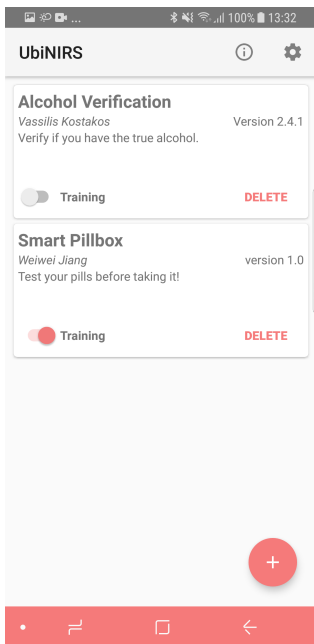 ... 100% 13:32
UbiNIRS
Alcohol Verification
Vassilis Kostakos Version 2.4.1
Verify if you have the true alcohol.
Training DELETE
Smart Pillbox
Weiwei Jiang version 1.0
Test your pills before taking it!
Training DELETE
+